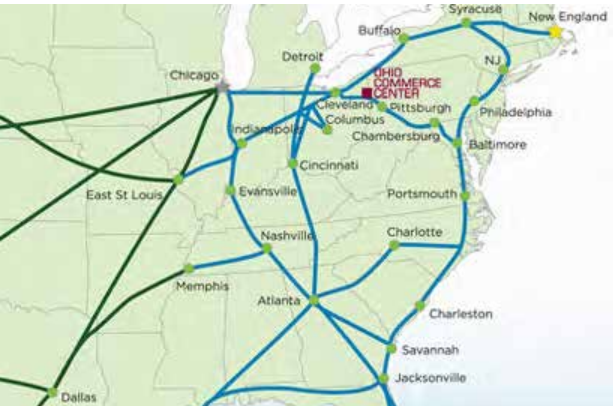 Syracuse
New England
Buffalo
Detroit
NJ
Chicago
OHIO
COMMERCE
CENTER
Cleveland
Pittsburgh
Columbus
Philadelphia
Indianapolis
Chambersburg
Baltimore
Cincinnati
East St Louis
Evansville
Portsmouth
Nashville
Charlotte
Memphis
Atlanta
Charleston
Savannah
Jacksonville
Dallas